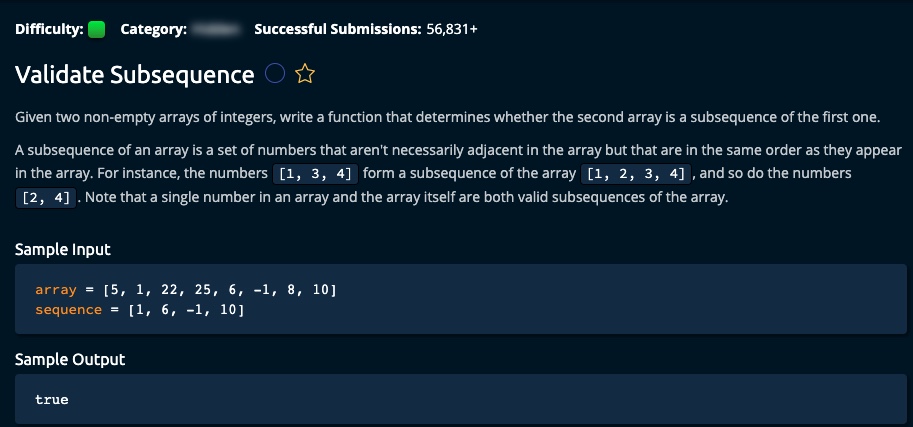 Difficulty: Category: Successful Submissions: 56,831+
Validate Subsequence
Given two non-empty arrays of integers, write a function that determines whether the second array is a subsequence of the first one.
A subsequence of an array is a set of numbers that aren't necessarily adjacent in the array but that are in the same order as they appear
in the array. For instance, the numbers [1, 3, 4] form a subsequence of the array [1, 2, 3, 4], and so do the numbers
[2, 4]. Note that a single number in an array and the array itself are both valid subsequences of the array.
Sample Input
array = [5, 1, 22, 25, 6, -1, 8, 10]
sequence = [1, 6, -1, 10]
Sample Output
true